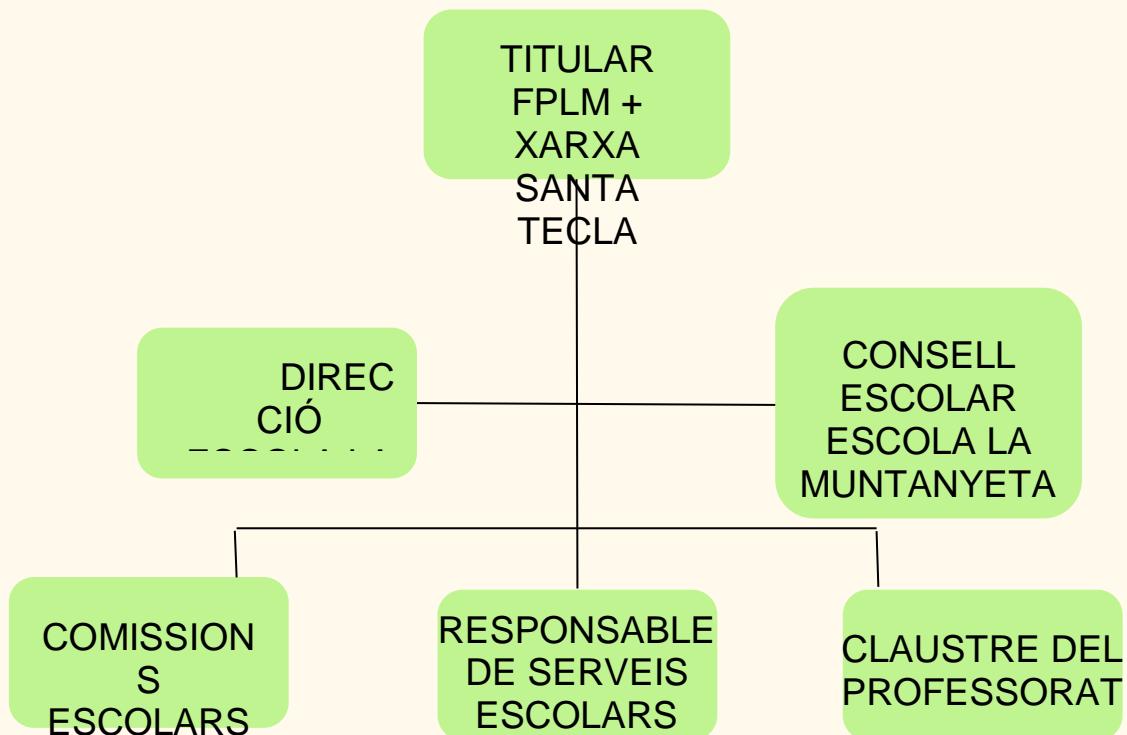 TITULAR
FPLM +
XARXA
SANTA
TECLA
DIREC
CIÓ
CONSELL
ESCOLAR
ESCOLA LA
MUNTANYETA
COMISSION
S
ESCOLARS
RESPONSABLE
DE SERVEIS
ESCOLARS
CLAUSTRE DEL
PROFESSORAT